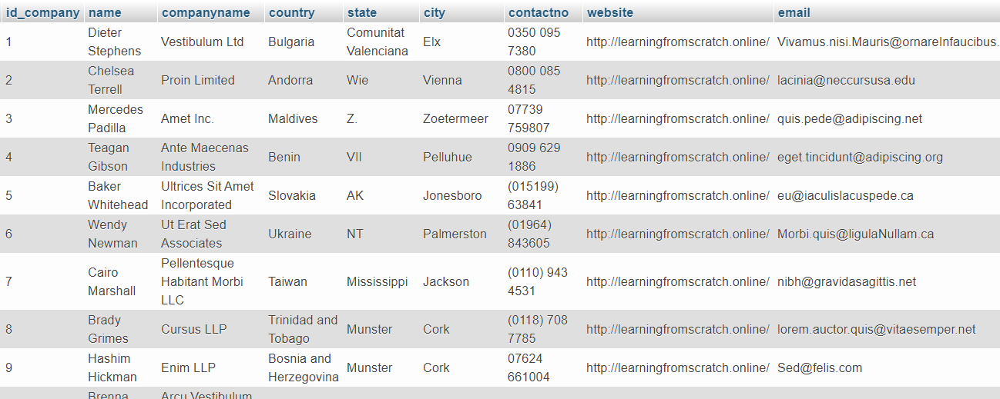 id_company name companyname country state city contactno website email
1 Dieter Stephens Vestibulum Ltd Bulgaria Comunitat Valenciana Elx 0350 095 7380 http://learningfromscratch.online/ Vivamus.nisi.Mauris@ornareInfaucibus.
2 Chelsea Terrell Proin Limited Andorra Wie Vienna 0800 085 4815 http://learningfromscratch.online/ lacinia@neccursusa.edu
3 Mercedes Padilla Amet Inc. Maldives Z. Zoetermeer 07739 759807 http://learningfromscratch.online/ quis.pede@adipiscing.net
4 Teagan Gibson Ante Maecenas Industries Benin VII Pelluhue 0909 629 1886 http://learningfromscratch.online/ eget.tincidunt@adipiscing.org
5 Baker Whitehead Ultrices Sit Amet Incorporated Slovakia AK Jonesboro (015199) 63841 http://learningfromscratch.online/ eu@iaculislacuspede.ca
6 Wendy Newman Ut Erat Sed Associates Ukraine NT Palmerston (01964) 843605 http://learningfromscratch.online/ Morbi.quis@ligulaNullam.ca
7 Cairo Marshall Pellentesque Habitant Morbi LLC Taiwan Mississippi Jackson (0110) 943 4531 http://learningfromscratch.online/ nibh@gravidasagittis.net
8 Brady Grimes Cursus LLP Trinidad and Tobago Munster Cork (0118) 708 7785 http://learningfromscratch.online/ lorem.auctor.quis@vitaesemper.net
9 Hashim Hickman Enim LLP Bosnia and Herzegovina Munster Cork 07624 661004 http://learningfromscratch.online/ Sed@felis.com
Brenna Arcu Vestibulum